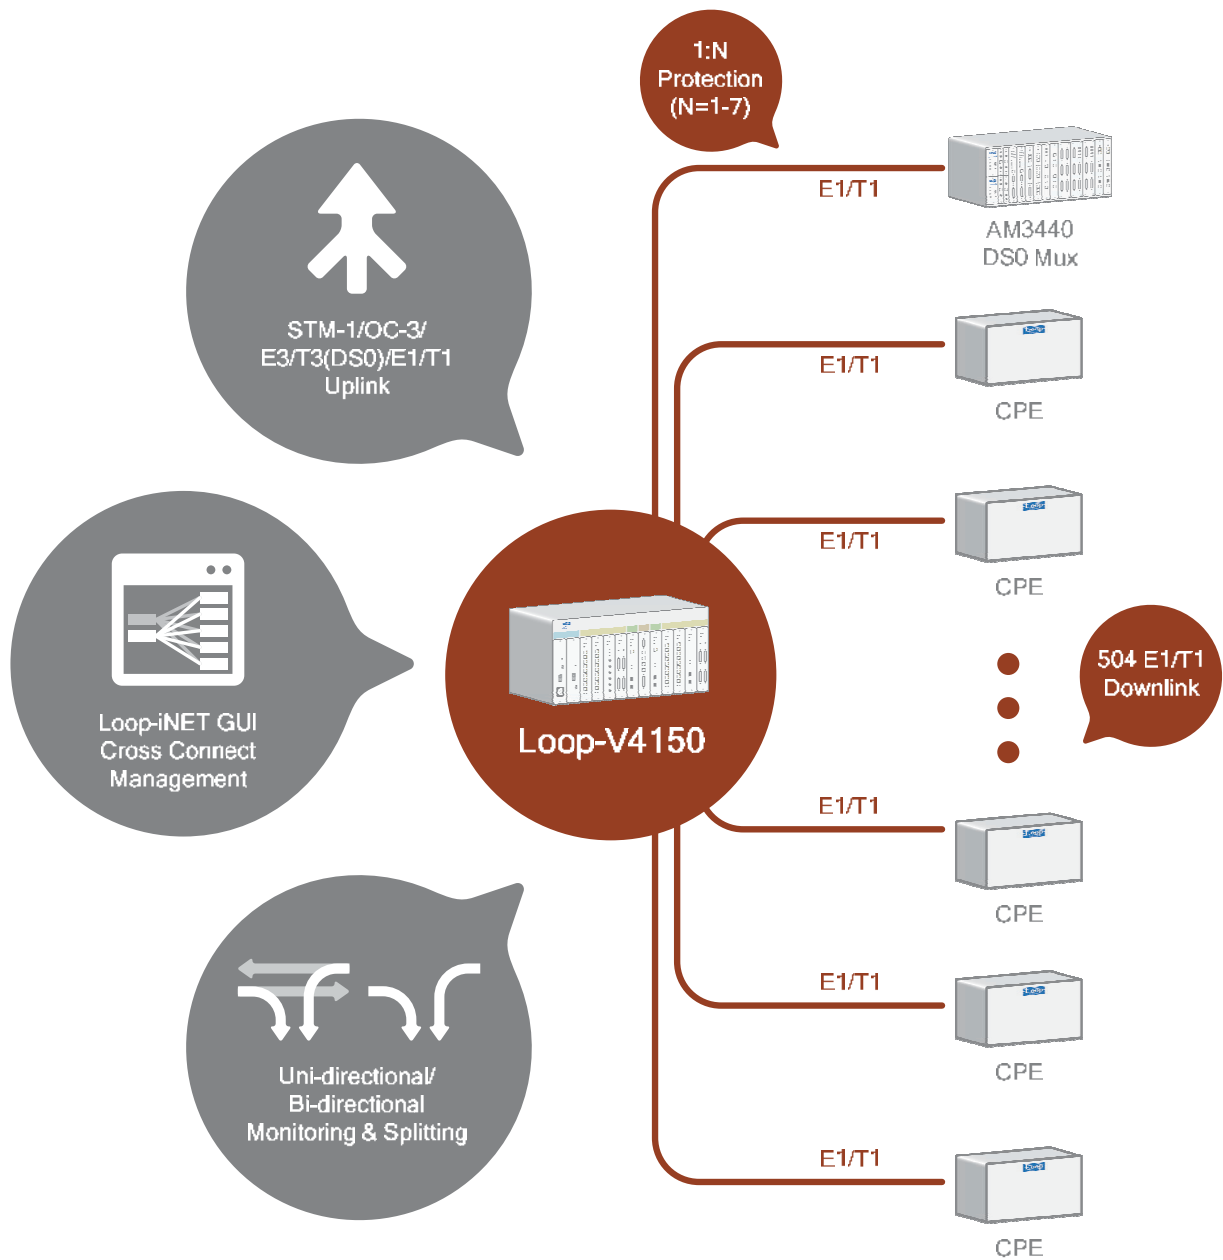 1:N
Protection
(N=1-7)
E1/T1
AM3440
DS0 Mux
STM-1/OC-3/
E3/T3(DS0)/E1/T1
Uplink
E1/T1
CPE
E1/T1
CPE
504 E1/T1
Downlink
Loop-iNET GUI
Cross Connect
Management
Loop-V4150
E1/T1
CPE
E1/T1
CPE
Uni-directional/
Bi-directional
Monitoring & Splitting
E1/T1
CPE